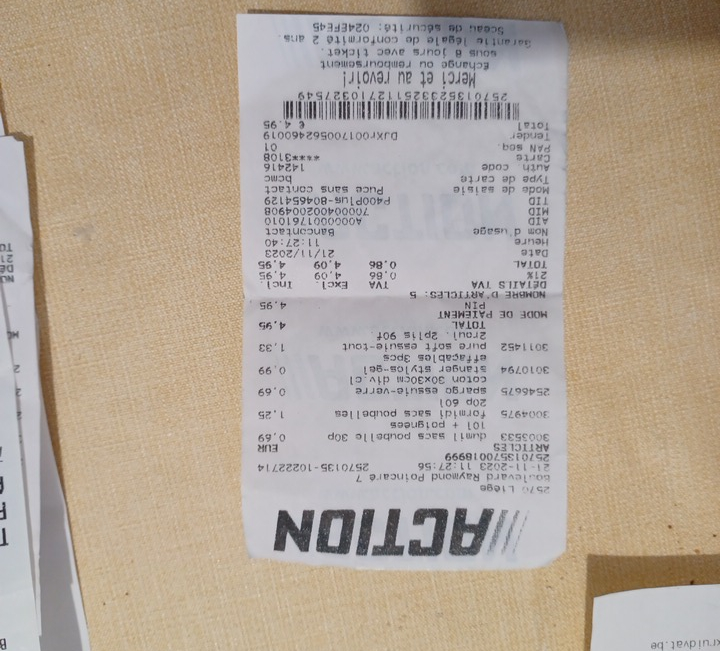 ACTION
2570 Liège
Boulevard Raymond Poincaré 7
21-11-2023 11:27:56 2570135-10222714
257013570018999
ARTICLES EUR
3003533 dumil sacs poubelle 30p 0,69
10l + poignées
3004975 formidi sacs poubelles 1,25
20p 60l
2546675 spargo essuie-verre 0,69
coton 30x30cm div.cl
3010794 stanger stylos-gel 0,99
effaçables 3pcs
3011452 pure soft essuie-tout 1,33
2roul. 2plis 90f
TOTAL 4,95
MODE DE PAIEMENT
PIN 4,95
NOMBRE D'ARTICLES: 5
DÉTAILS TVA TVA Excl. Incl.
21% 0,86 4,09 4,95
TOTAL 0,86 4,09 4,95
Date 21/11/2023
Heure 11:27:40
Nom d'usage Bancontact
AID
MID
TID P400Plus-804654129
Mode de saisie Puce sans contact
Type de carte bcmc
Auth. code 142416
Carte ****3108
PAN seq. 01
Tender DJXr001700562460019
Total € 4,95
Merci et au revoir!
Échange ou remboursement
sous 8 jours avec ticket.
Garantie légale de conformité 2 ans.
Sceau de sécurité: 024EFE45
kruidvat.be